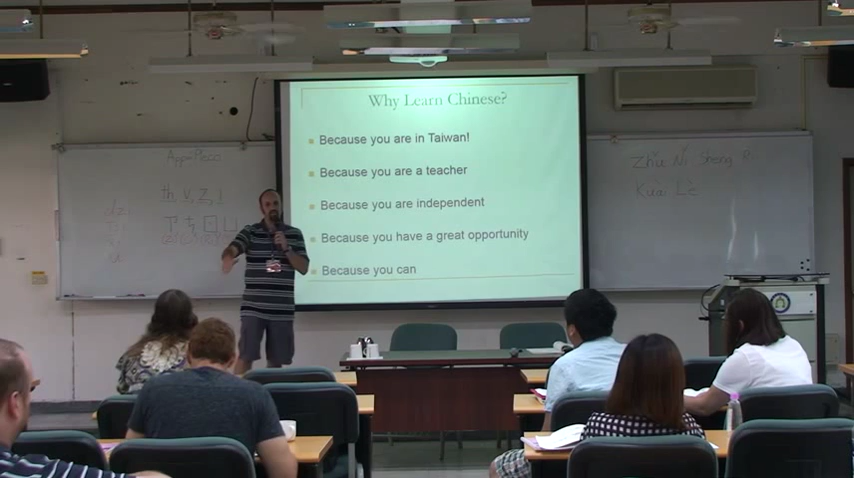 Why Learn Chinese?
Because you are in Taiwan!
Because you are a teacher
Because you are independent
Because you have a great opportunity
Because you can
Zhù Nǐ Shēng Rì
Kuài Lè